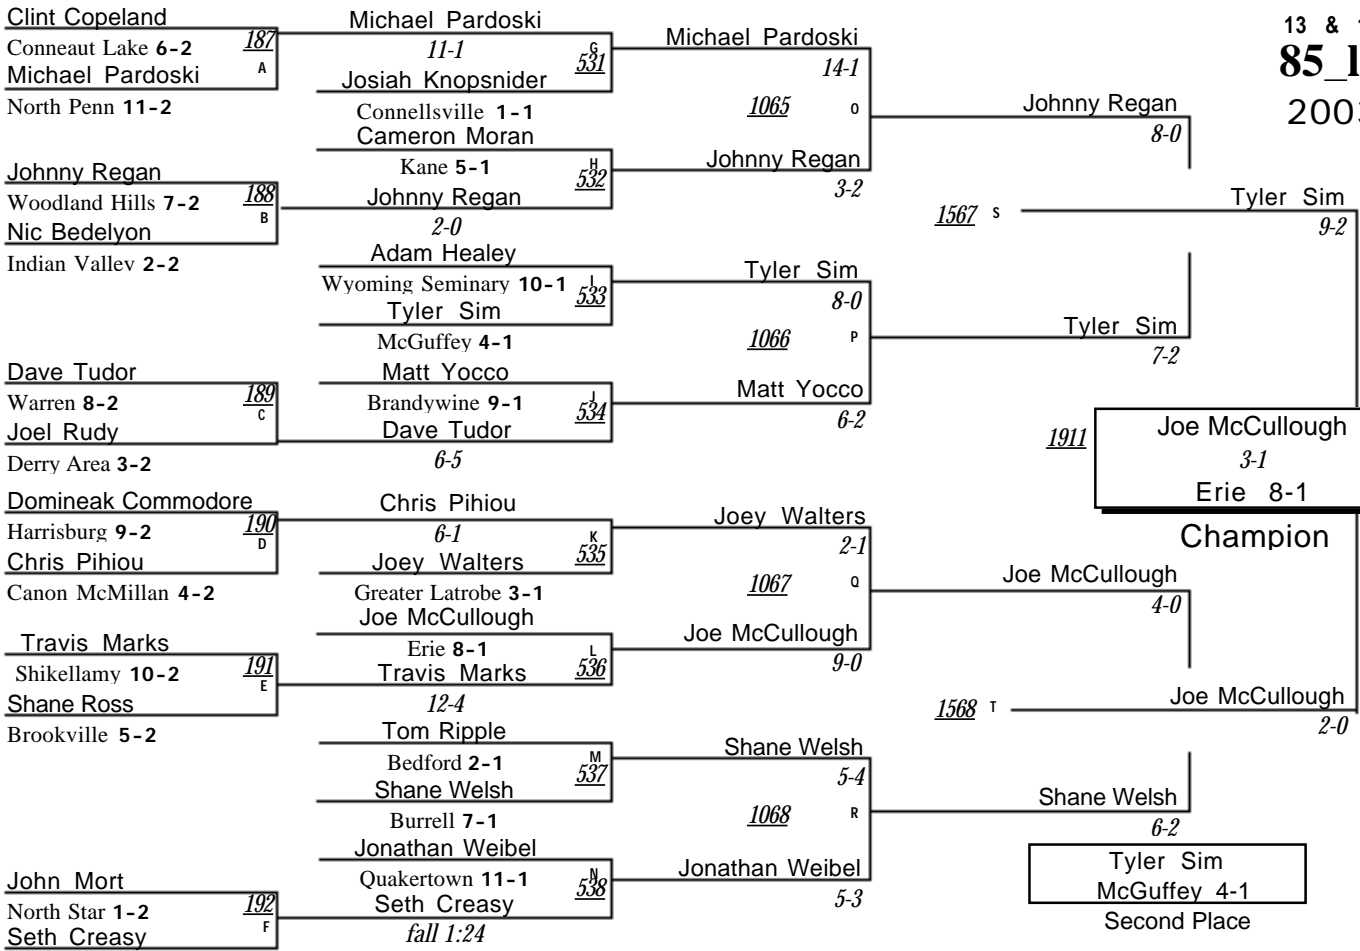 Clint Copeland
Conneaut Lake 6-2
187
A
Michael Pardoski
North Penn 11-2
Johnny Regan
Woodland Hills 7-2
188
B
Nic Bedelyon
Indian Valley 2-2
Dave Tudor
Warren 8-2
189
C
Joel Rudy
Derry Area 3-2
Domineak Commodore
Harrisburg 9-2
190
D
Chris Pihiou
Canon McMillan 4-2
Travis Marks
Shikellamy 10-2
191
E
Shane Ross
Brookville 5-2
John Mort
North Star 1-2
192
F
Seth Creasy
Michael Pardoski
11-1
G
531
Josiah Knopsnider
Connellsville 1-1
Cameron Moran
Kane 5-1
H
532
Johnny Regan
2-0
Adam Healey
Wyoming Seminary 10-1
I
533
Tyler Sim
McGuffey 4-1
Matt Yocco
Brandywine 9-1
J
534
Dave Tudor
6-5
Chris Pihiou
6-1
K
535
Joey Walters
Greater Latrobe 3-1
Joe McCullough
Erie 8-1
L
536
Travis Marks
12-4
Tom Ripple
Bedford 2-1
M
537
Shane Welsh
Burrell 7-1
Jonathan Weibel
Quakertown 11-1
N
538
Seth Creasy
fall 1:24
Michael Pardoski
14-1
1065 O
Johnny Regan
3-2
Tyler Sim
8-0
1066 P
Matt Yocco
6-2
Joey Walters
2-1
1067 Q
Joe McCullough
9-0
Shane Welsh
5-4
1068 R
Jonathan Weibel
5-3
Johnny Regan
8-0
1567 S
Tyler Sim
7-2
Joe McCullough
4-0
1568 T
Shane Welsh
6-2
13 &
85_l
200
Tyler Sim
9-2
1911
Joe McCullough
3-1
Erie 8-1
Champion
Joe McCullough
2-0
Tyler Sim
McGuffey 4-1
Second Place